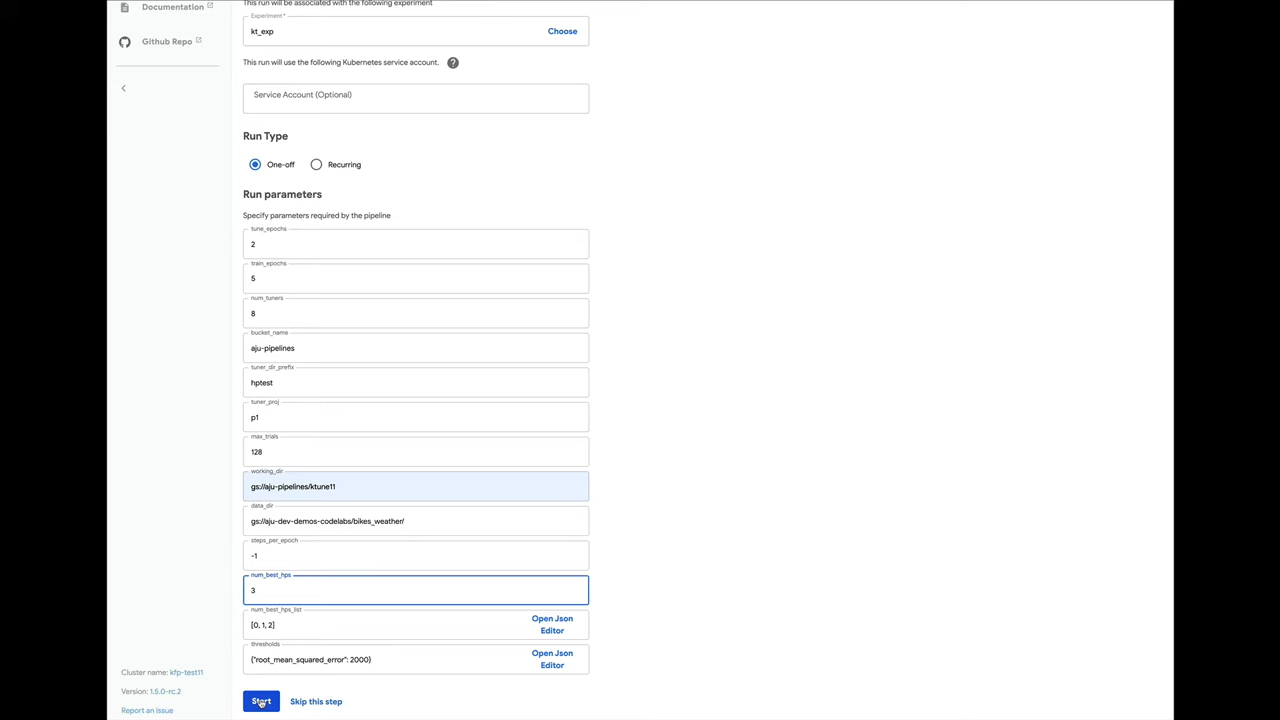 Documentation
This run will be associated with the following experiment
Experiment*
kt_exp
Choose
Github Repo
This run will use the following Kubernetes service account.
?
Service Account (Optional)
Run Type
One-off
Recurring
Run parameters
Specify parameters required by the pipeline
tune_epochs
2
train_epochs
5
num_tuners
8
bucket_name
aju-pipelines
tuner_dir_prefix
hptest
tuner_proj
p1
max_trials
128
working_dir
gs://aju-pipelines/ktune11
data_dir
gs://aju-dev-demos-codelabs/bikes_weather/
steps_per_epoch
-1
num_best_hps
3
num_best_hps_list
[0, 1, 2]
Open Json
Editor
thresholds
{"root_mean_squared_error": 2000}
Open Json
Editor
Start
Skip this step
Cluster name: kfp-test11
Version: 1.5.0-rc.2
Report an Issue